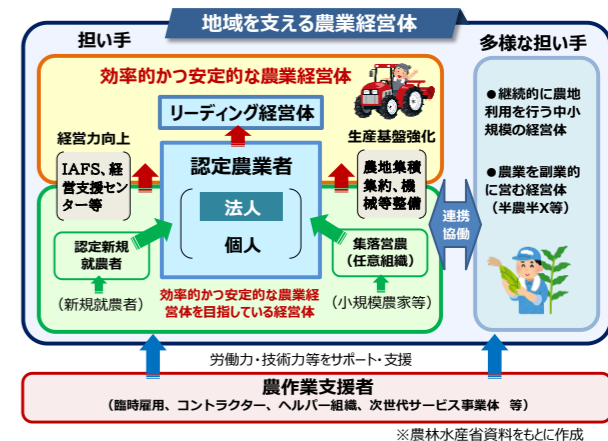 地域を支える農業経営体
担い手
多様な担い手
効率的かつ安定的な農業経営体
リーディング経営体
経営力向上
IAFS、経
営支援セン
ター等
認定農業者
法人
個人
生産基盤強化
農地集積
集約、機
械等整備
認定新規
就農者
(新規就農者)
集落営農
(任意組織)
(小規模農家等)
効率的かつ安定的な農業経
営体を目指している経営体
連携
協働
●継続的に農地
利用を行う中小
規模の経営体
●農業を副業的
に営む経営体
(半農半X等)
労働力・技術力等をサポート・支援
農作業支援者
(臨時雇用、コントラクター、ヘルパー組織、次世代サービス事業体 等)
※農林水産省資料をもとに作成